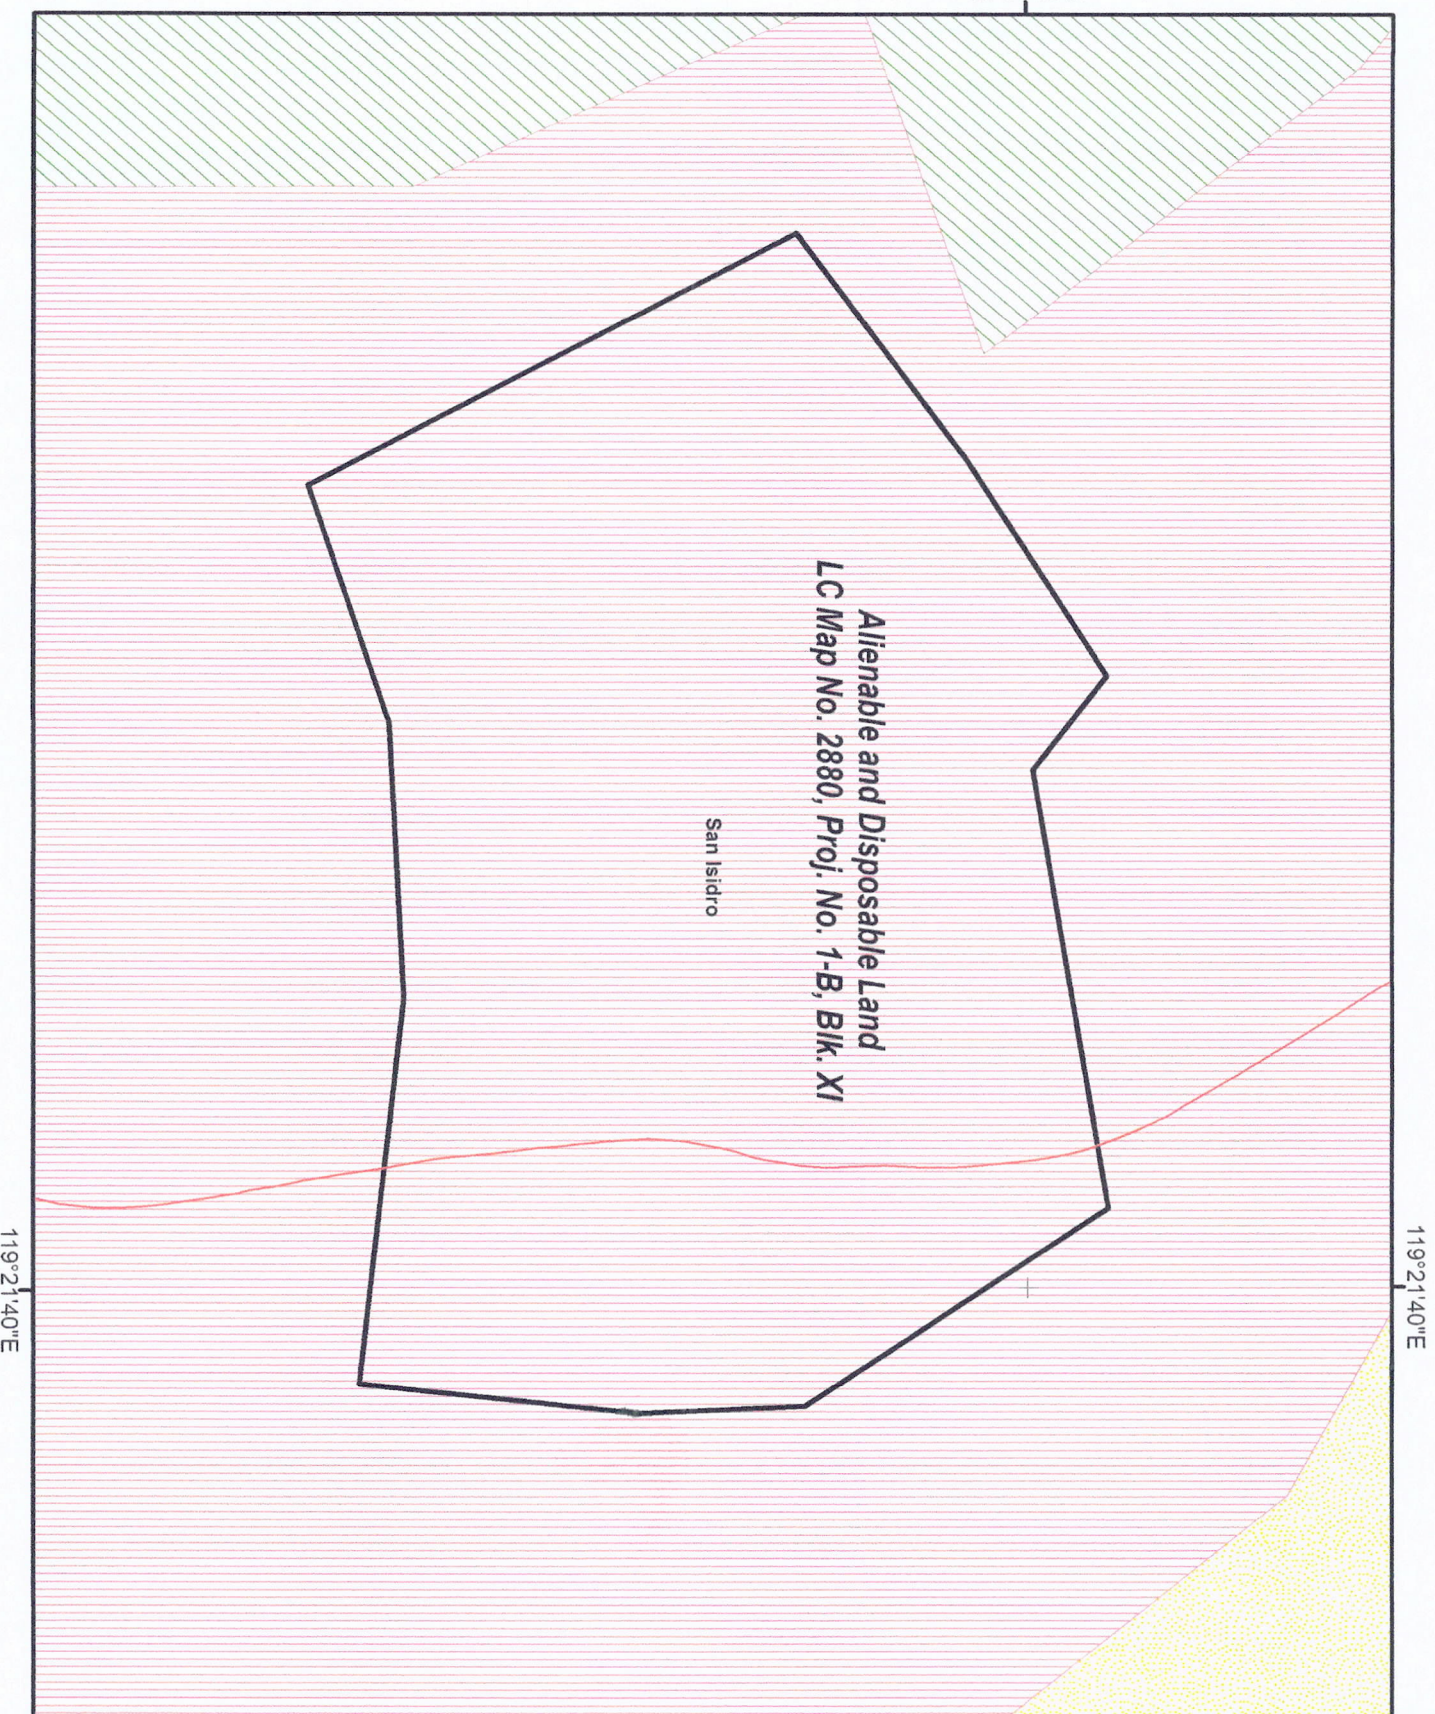 Alienable and Disposable Land
LC Map No. 2880, Proj. No. 1-B, Blk. XI
San Isidro
119°21'40"E
119°21'40"E